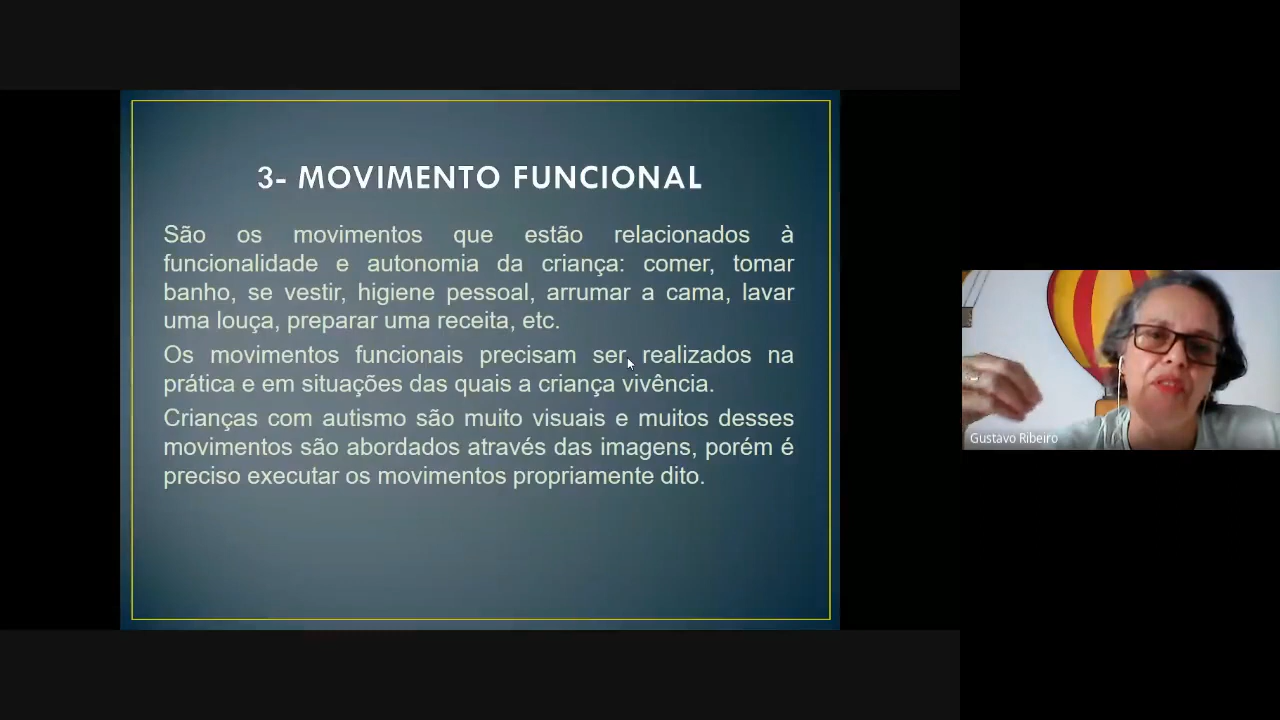 3- MOVIMENTO FUNCIONAL
São os movimentos que estão relacionados à
funcionalidade e autonomia da criança: comer, tomar
banho, se vestir, higiene pessoal, arrumar a cama, lavar
uma louça, preparar uma receita, etc.
Os movimentos funcionais precisam ser realizados na
prática e em situações das quais a criança vivência.
Crianças com autismo são muito visuais e muitos desses
movimentos são abordados através das imagens, porém é
preciso executar os movimentos propriamente dito.
Gustavo Ribeiro